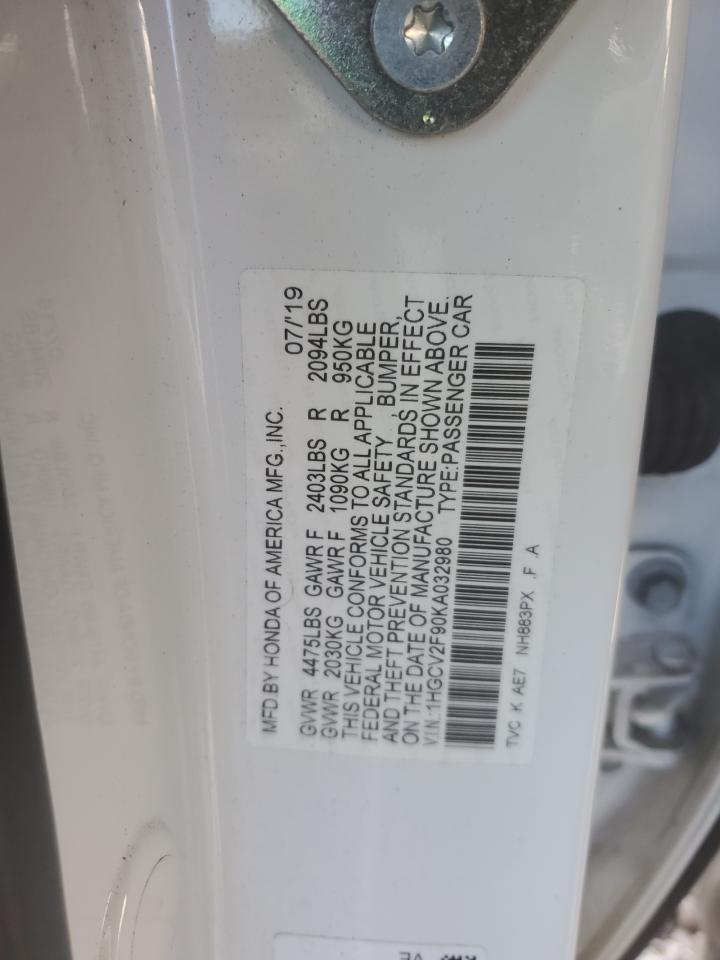 MFD.BY HONDA OF AMERICA MFG.,INC. 07/'19
GVWR 4475LBS GAWR F 2403LBS R 2094LBS
GVWR 2030KG GAWR F 1090KG R 950KG
THIS VEHICLE CONFORMS TO ALL APPLICABLE
FEDERAL MOTOR VEHICLE SAFETY, BUMPER,
AND THEFT PREVENTION STANDARDS IN EFFECT
ON THE DATE OF MANUFACTURE SHOWN ABOVE.
V.I.N.:1HGCV2F90KA032980 TYPE:PASSENGER CAR
TVC K AE7 NH883PX .F .A
VE